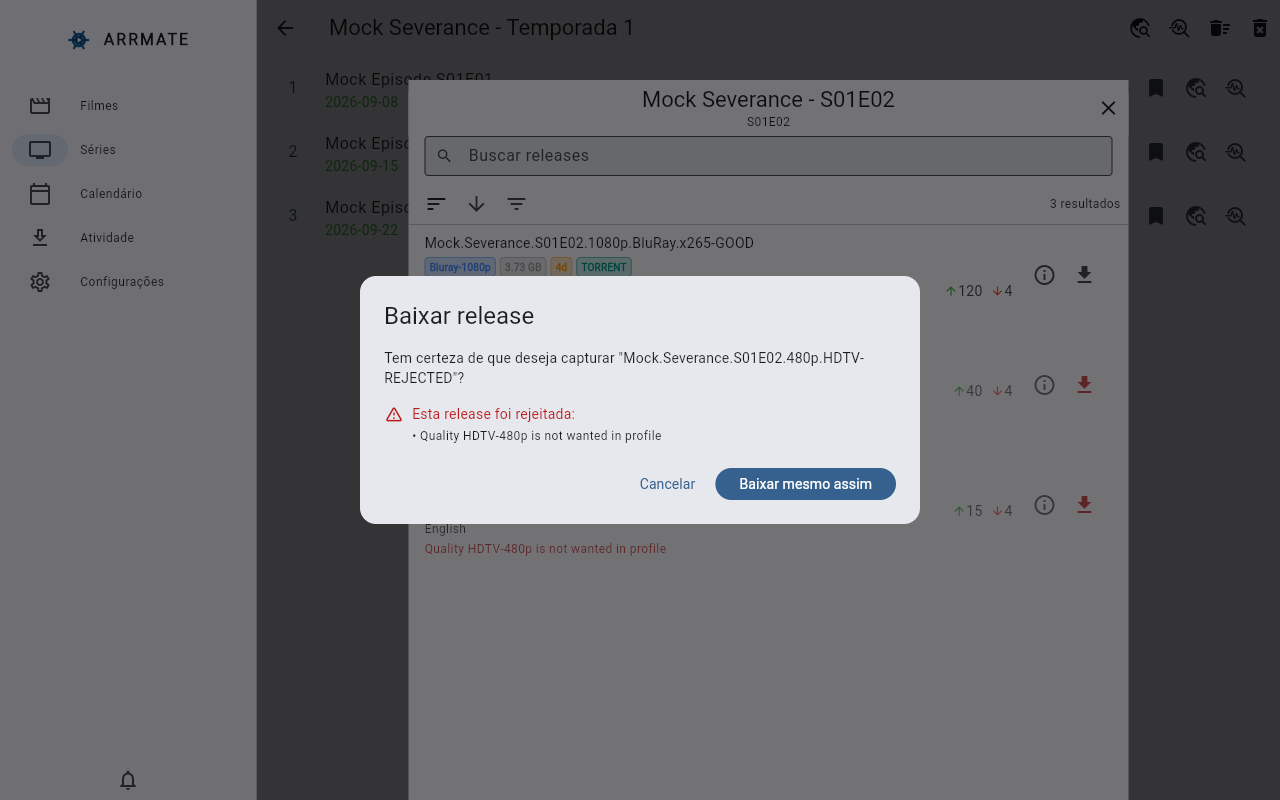 ARRMATE
Filmes
Séries
Calendário
Atividade
Configurações
Mock Severance - Temporada 1
1
Mock Episode S01E01
2026-09-08
2
Mock Episo
2026-09-15
3
Mock Episo
2026-09-22
Mock Severance - S01E02
S01E02
Buscar releases
3 resultados
Mock.Severance.S01E02.1080p.BluRay.x265-GOOD
Bluray-1080p 3.73 GB 4d TORRENT
120 4
40 4
15 4
Baixar release
Tem certeza de que deseja capturar "Mock.Severance.S01E02.480p.HDTV-
REJECTED"?
Esta release foi rejeitada:
• Quality HDTV-480p is not wanted in profile
Cancelar
Baixar mesmo assim
English
Quality HDTV-480p is not wanted in profile